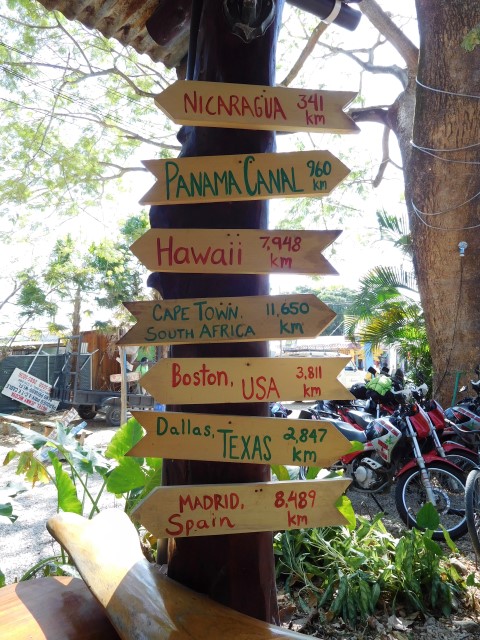 NICARAGUA 341 km
PANAMA CANAL 960 km
Hawaii 7,948 km
CAPE TOWN, 11,650
SOUTH AFRICA km
Boston, USA 3,811 km
Dallas, TEXAS 2,847 km
MADRID, 8,489
Spain km